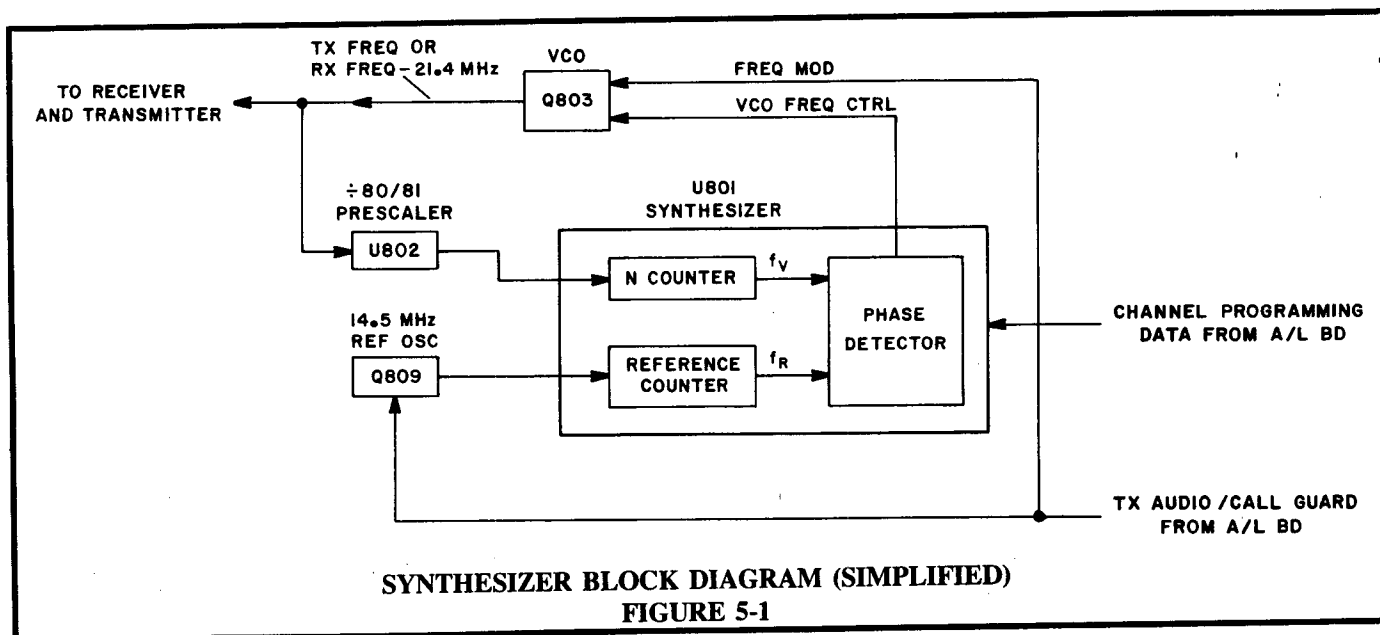 TX FREQ OR
RX FREQ-21.4 MHz
VCO
Q803
FREQ MOD
VCO FREQ CTRL
TO RECEIVER
AND TRANSMITTER
÷80/81
PRESCALER
U802
U801
SYNTHESIZER
N COUNTER
fV
PHASE
DETECTOR
CHANNEL PROGRAMMING
DATA FROM A/L BD
14.5 MHz
REF OSC
Q809
REFERENCE
COUNTER
fR
TX AUDIO/CALL GUARD
FROM A/L BD
SYNTHESIZER BLOCK DIAGRAM (SIMPLIFIED)
FIGURE 5-1